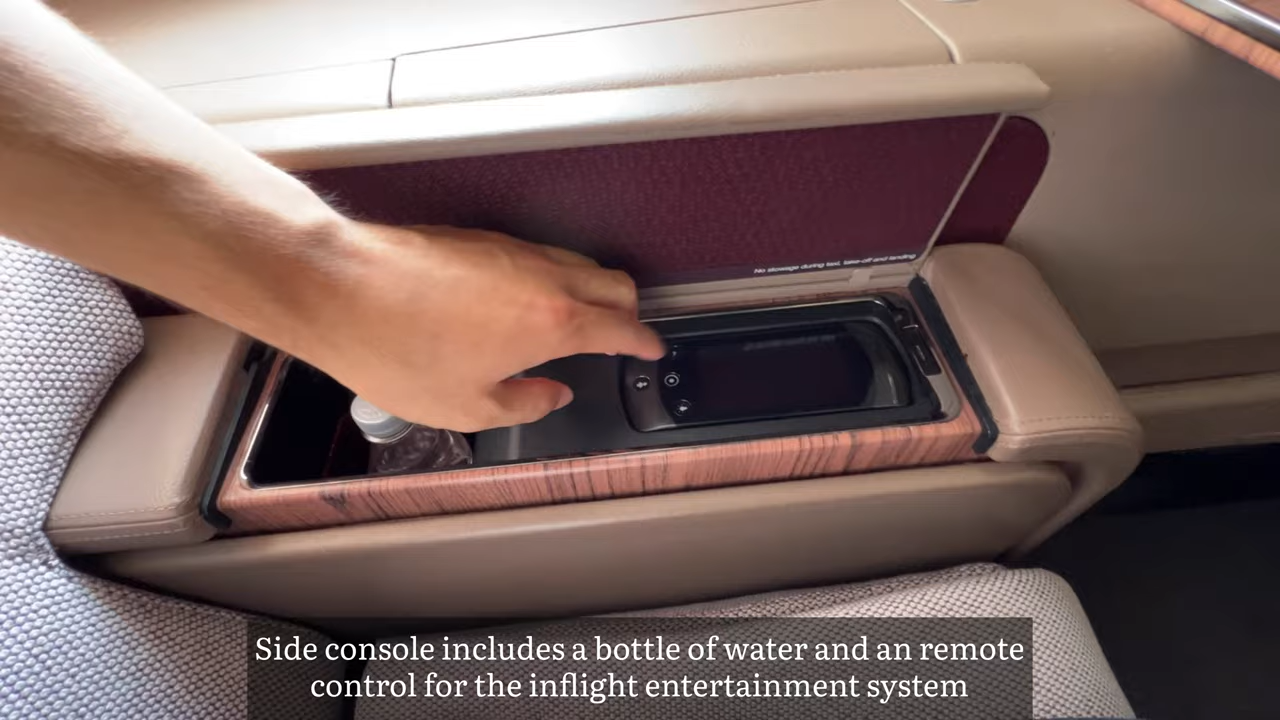 No stowage during taxi, take-off and landing
Side console includes a bottle of water and an remote
control for the inflight entertainment system